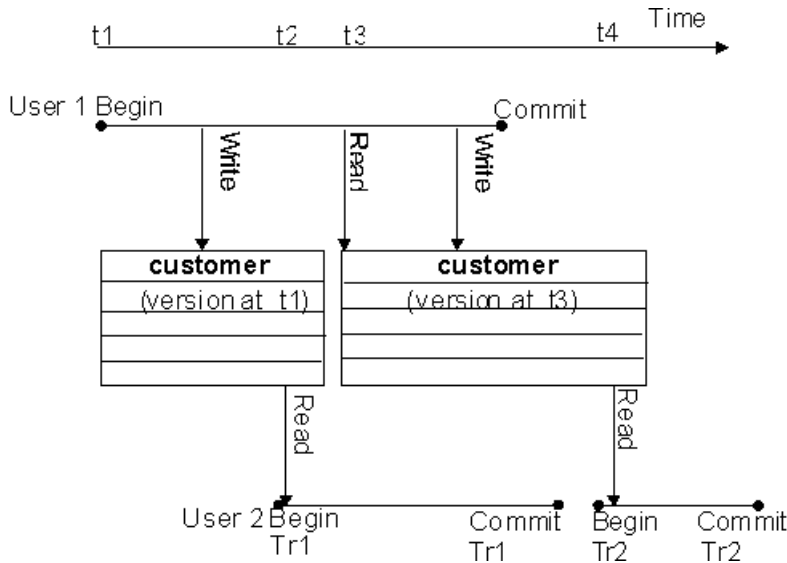 Time
t1 t2 t3 t4
User 1 Begin Commit
Write Read Write
customer customer
(version at t1) (version at t3)
Read Read
User 2 Begin Commit Begin Commit
Tr1 Tr1 Tr2 Tr2